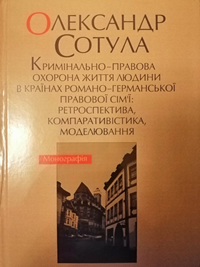 Олександр
Сотула
Кримінально-правова
охорона життя людини
в країнах романо-германської
правової сім'ї:
ретроспектива,
компаративістика,
моделювання
Монографія